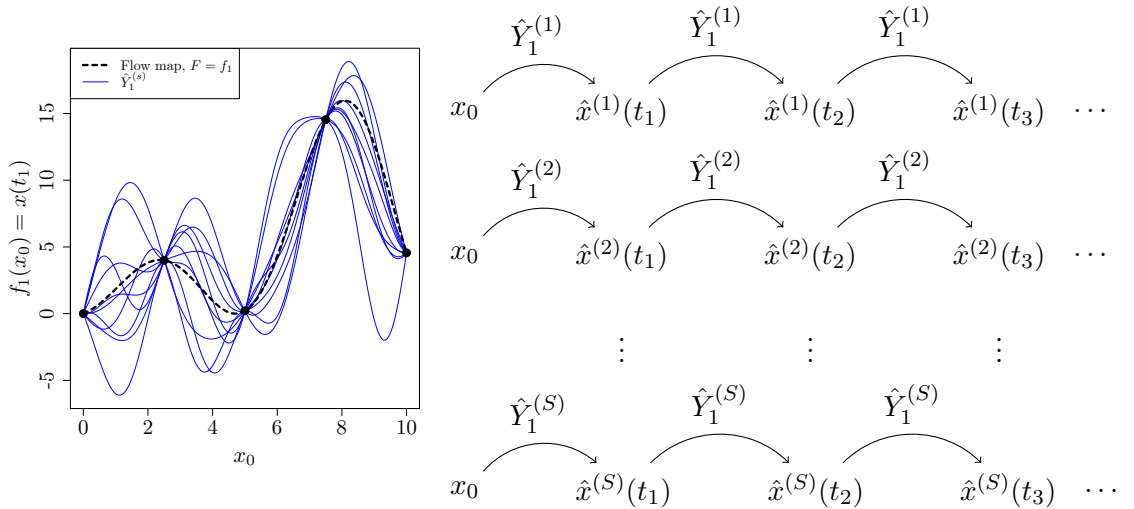 Flow map, F = f₁
Ŷ₁⁽ˢ⁾
f₁(x₀) = x(t₁)
-5
0
5
10
15
0
2
4
6
8
10
x₀
Ŷ₁⁽¹⁾ Ŷ₁⁽¹⁾ Ŷ₁⁽¹⁾
x₀ x̂⁽¹⁾(t₁) x̂⁽¹⁾(t₂) x̂⁽¹⁾(t₃) ⋯
Ŷ₁⁽²⁾ Ŷ₁⁽²⁾ Ŷ₁⁽²⁾
x₀ x̂⁽²⁾(t₁) x̂⁽²⁾(t₂) x̂⁽²⁾(t₃) ⋯
⋮ ⋮ ⋮
Ŷ₁⁽ˢ⁾ Ŷ₁⁽ˢ⁾ Ŷ₁⁽ˢ⁾
x₀ x̂⁽ˢ⁾(t₁) x̂⁽ˢ⁾(t₂) x̂⁽ˢ⁾(t₃) ⋯